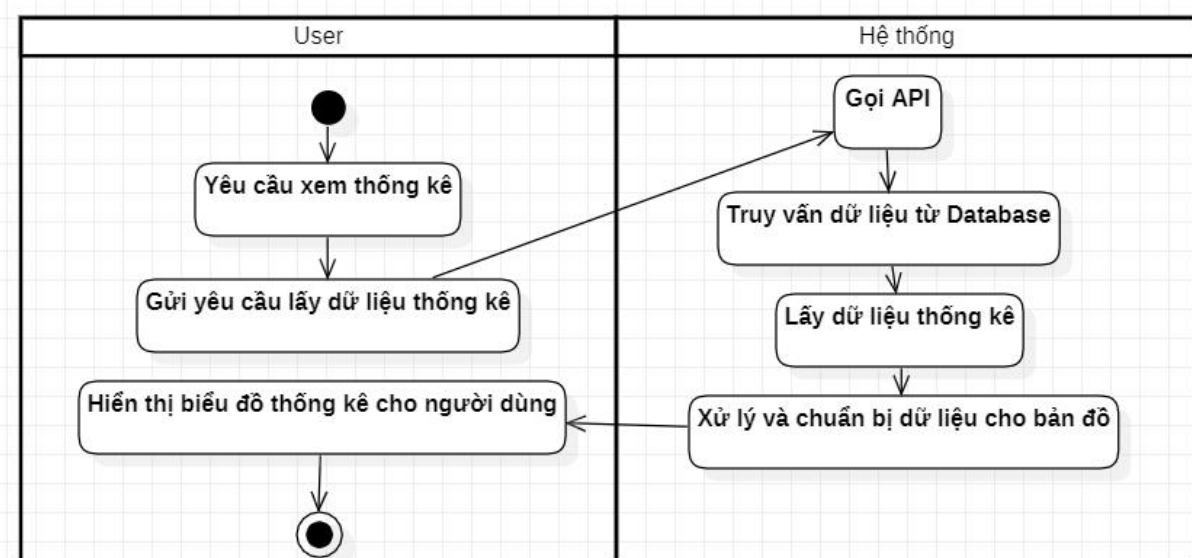 User
Hệ thống
Gọi API
Yêu cầu xem thống kê
Truy vấn dữ liệu từ Database
Gửi yêu cầu lấy dữ liệu thống kê
Lấy dữ liệu thống kê
Hiển thị biểu đồ thống kê cho người dùng
Xử lý và chuẩn bị dữ liệu cho bản đồ